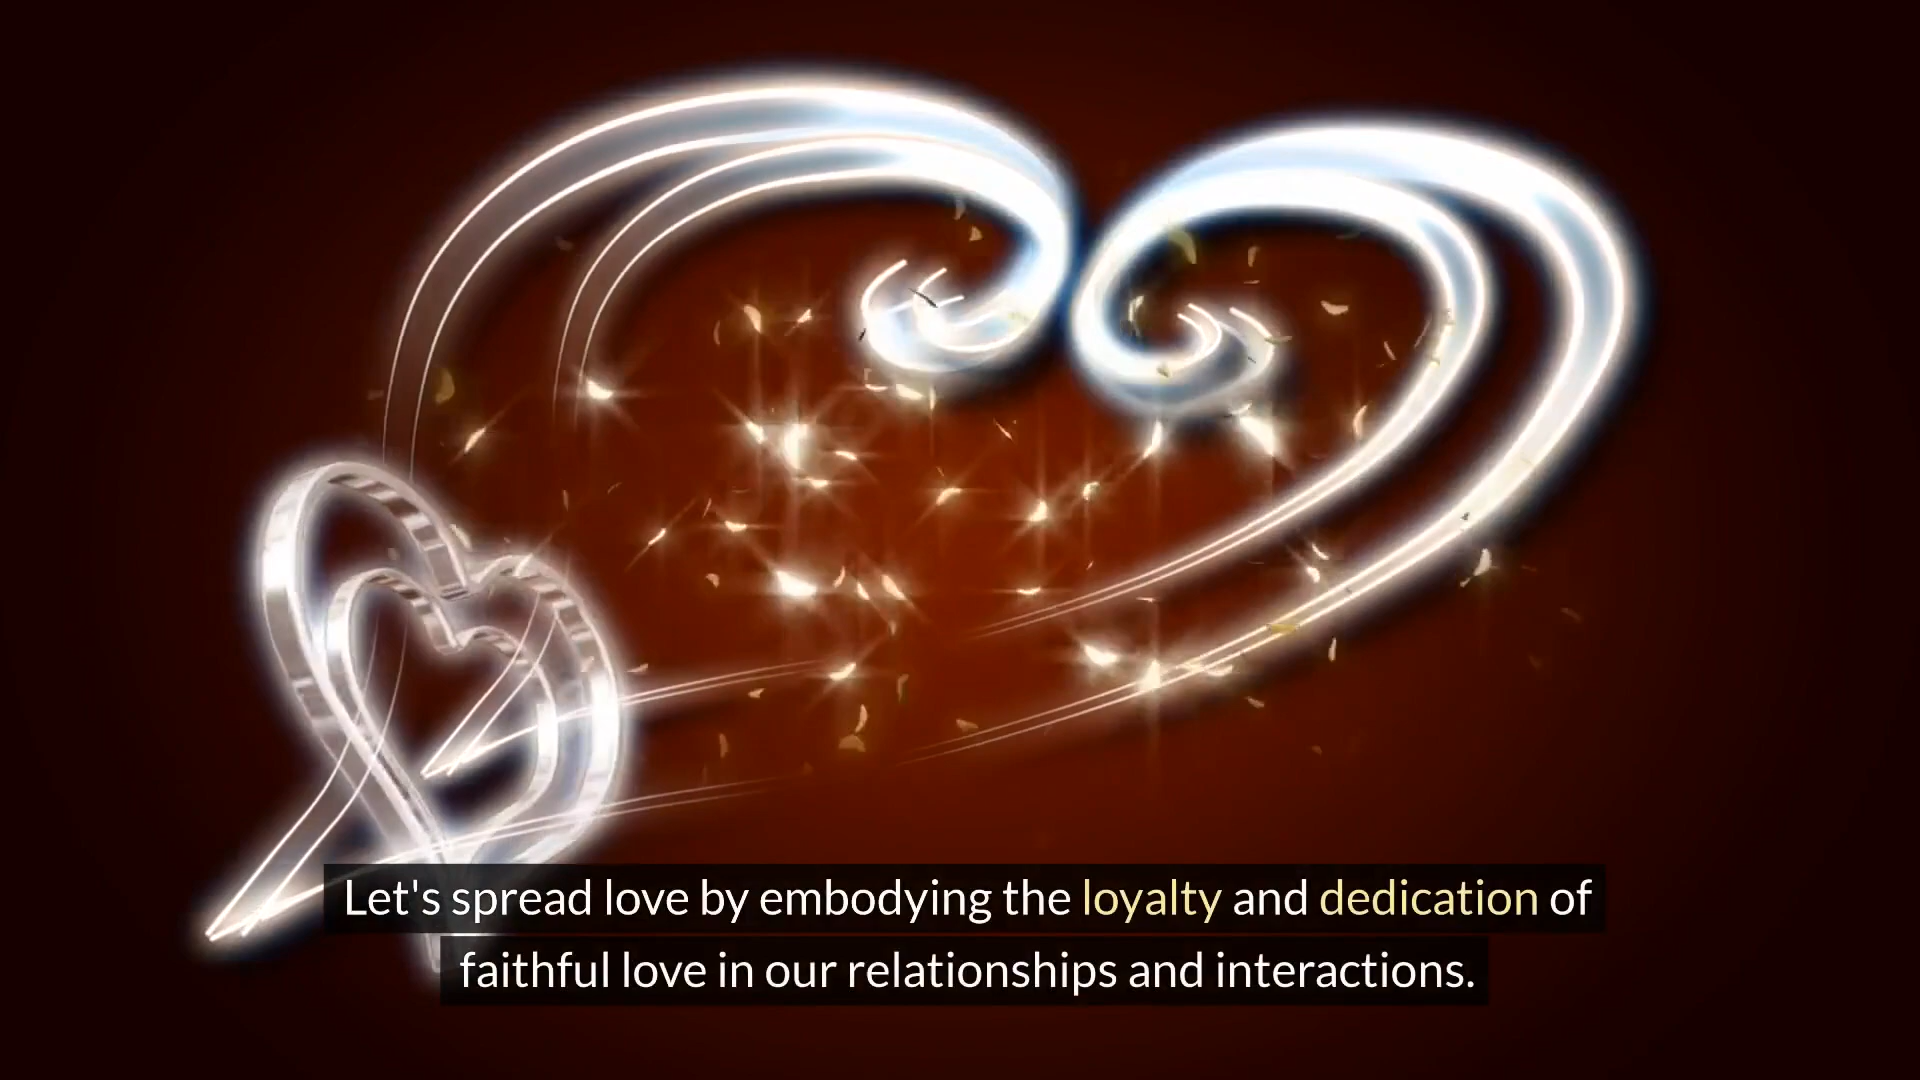 Let's spread love by embodying the loyalty and dedication of
faithful love in our relationships and interactions.